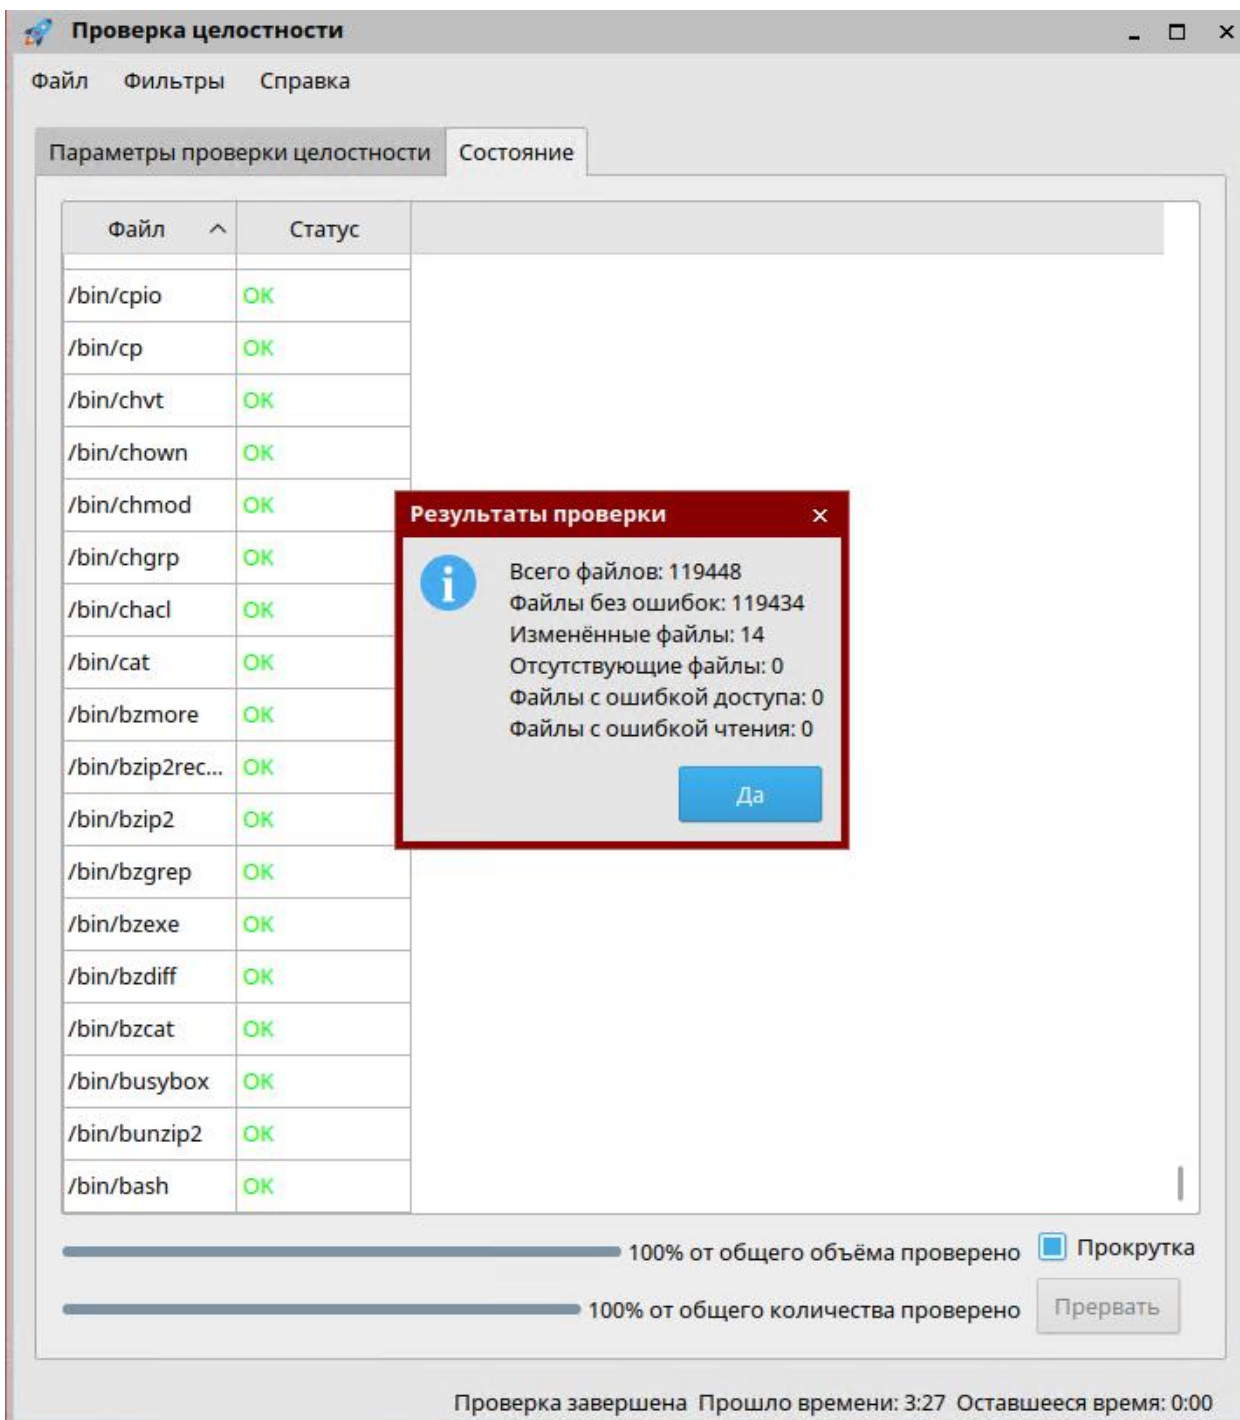 Проверка целостности
Файл Фильтры Справка
Параметры проверки целостности Состояние
Файл Статус
/bin/cpio OK
/bin/cp OK
/bin/chvt OK
/bin/chown OK
/bin/chmod OK
/bin/chgrp OK
/bin/chacl OK
/bin/cat OK
/bin/bzmore OK
/bin/bzip2rec... OK
/bin/bzip2 OK
/bin/bzgrep OK
/bin/bzexe OK
/bin/bzdiff OK
/bin/bzcat OK
/bin/busybox OK
/bin/bunzip2 OK
/bin/bash OK
Результаты проверки
Всего файлов: 119448
Файлы без ошибок: 119434
Изменённые файлы: 14
Отсутствующие файлы: 0
Файлы с ошибкой доступа: 0
Файлы с ошибкой чтения: 0
Да
100% от общего объёма проверено Прокрутка
100% от общего количества проверено Прервать
Проверка завершена Прошло времени: 3:27 Оставшееся время: 0:00